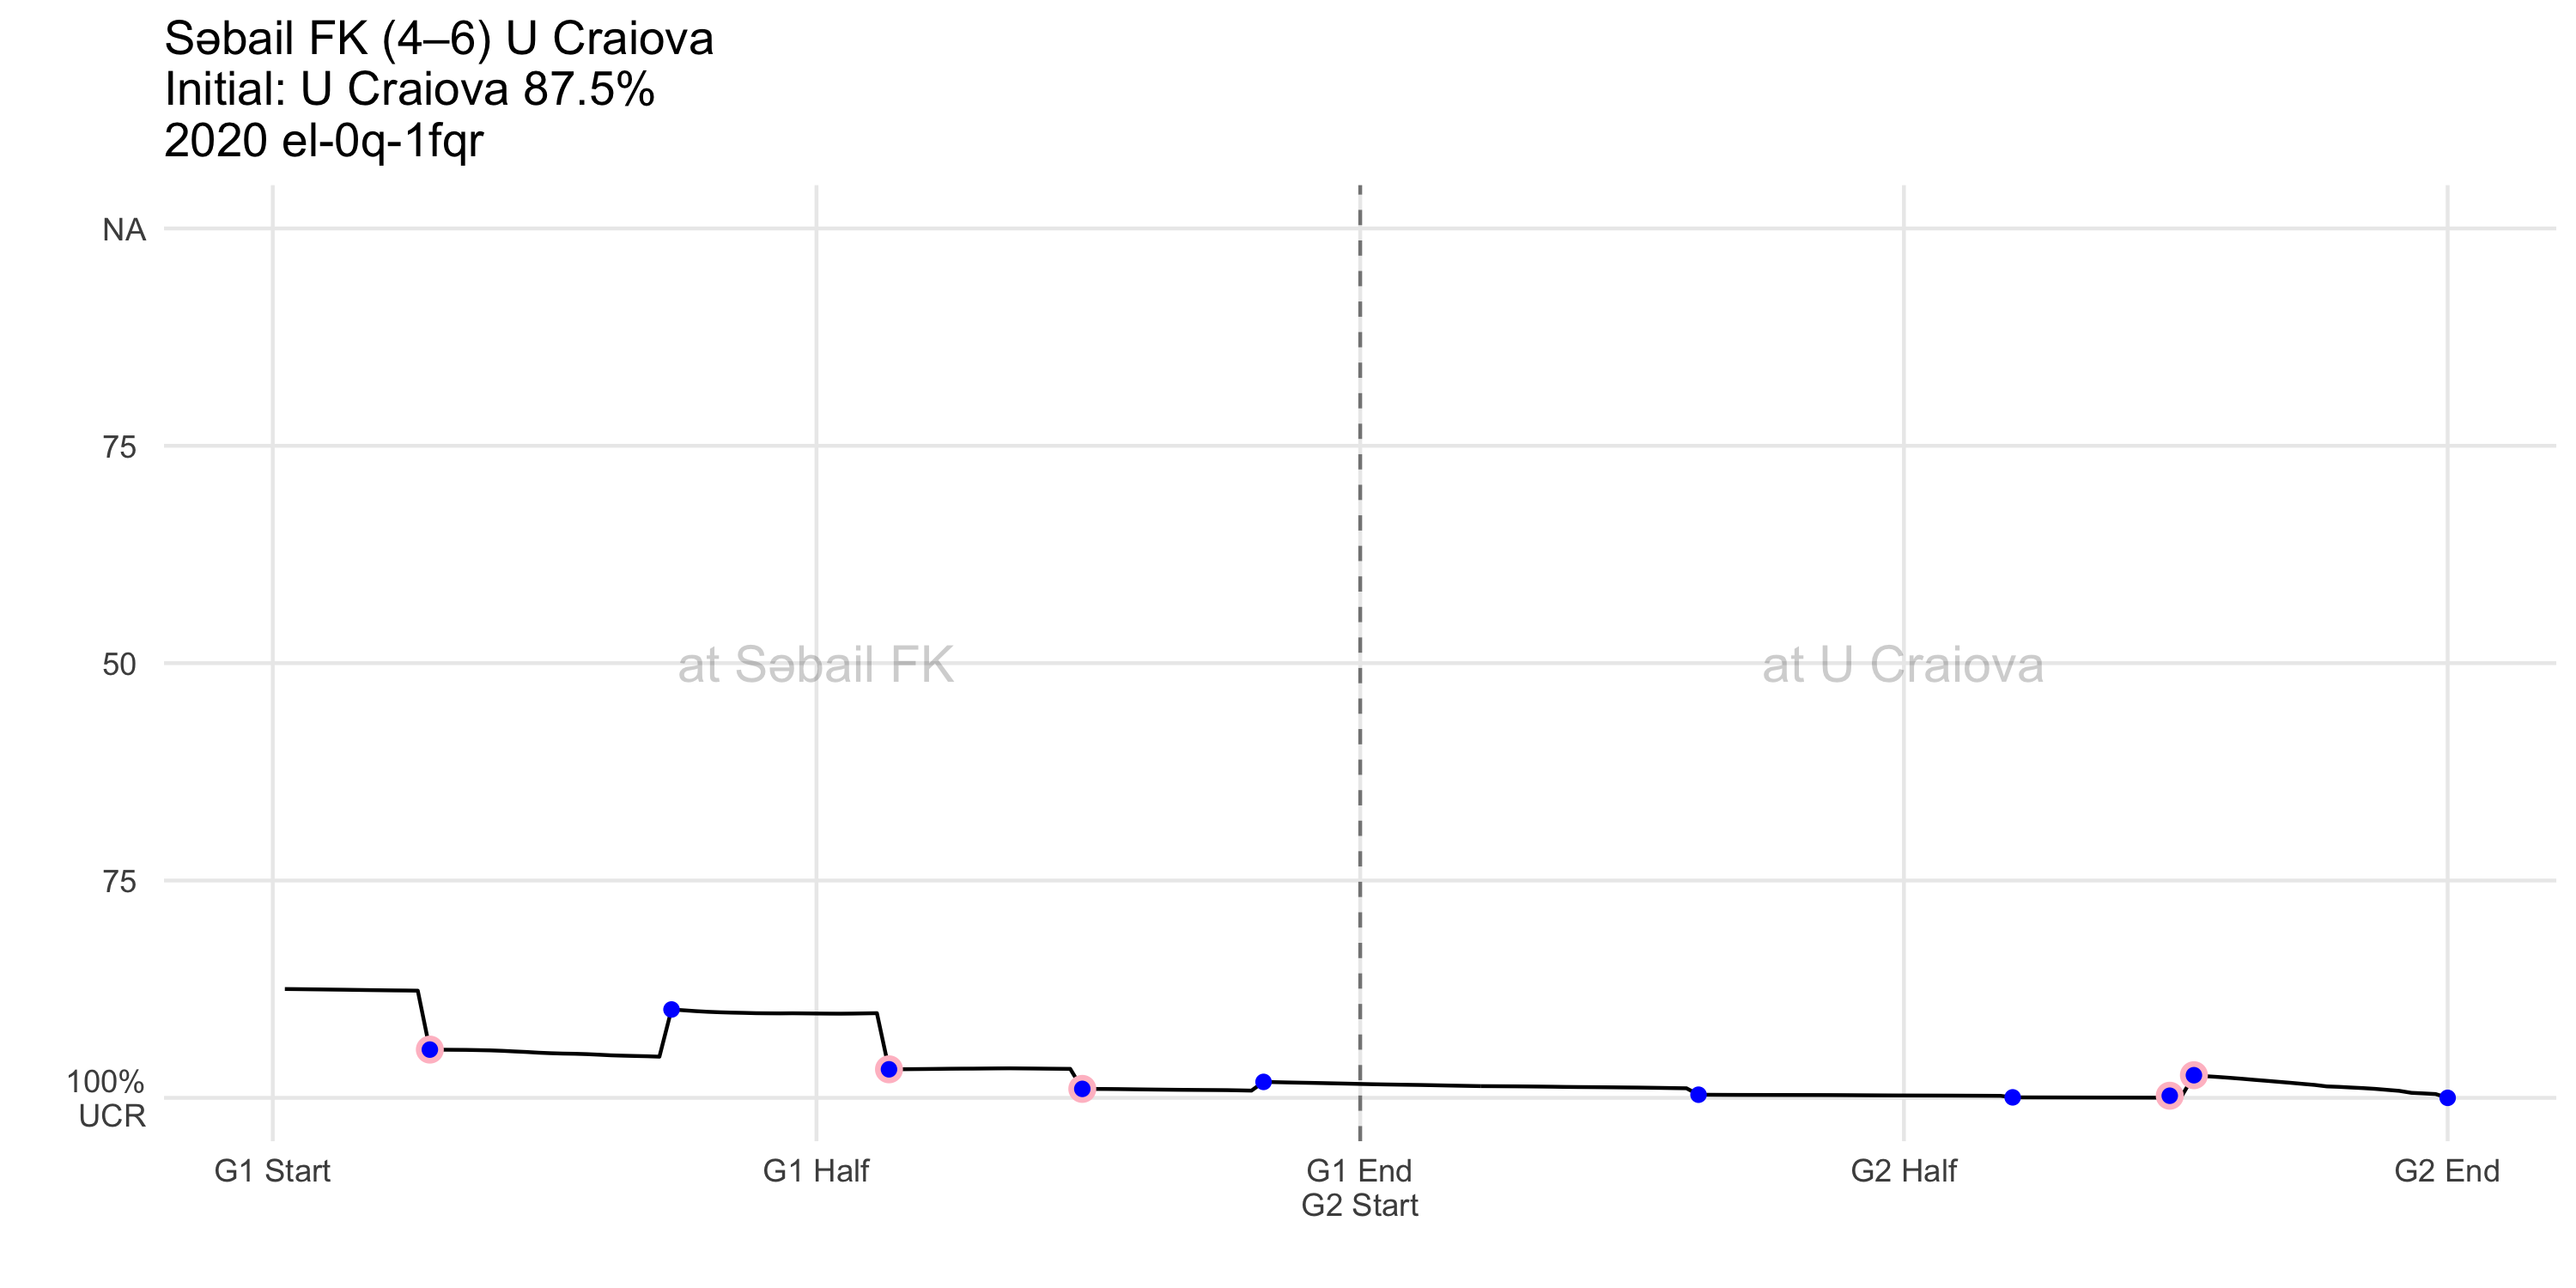 Səbail FK (4–6) U Craiova
Initial: U Craiova 87.5%
2020 el-0q-1fqr
NA
75
50
at Səbail FK
at U Craiova
75
100%
UCR
G1 Start
G1 Half
G1 End
G2 Start
G2 Half
G2 End